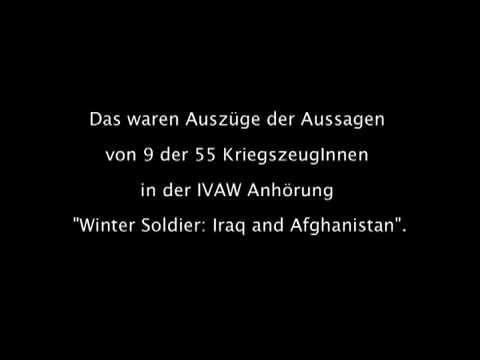 Das waren Auszüge der Aussagen
von 9 der 55 KriegszeugInnen
in der IVAW Anhörung
"Winter Soldier: Iraq and Afghanistan".